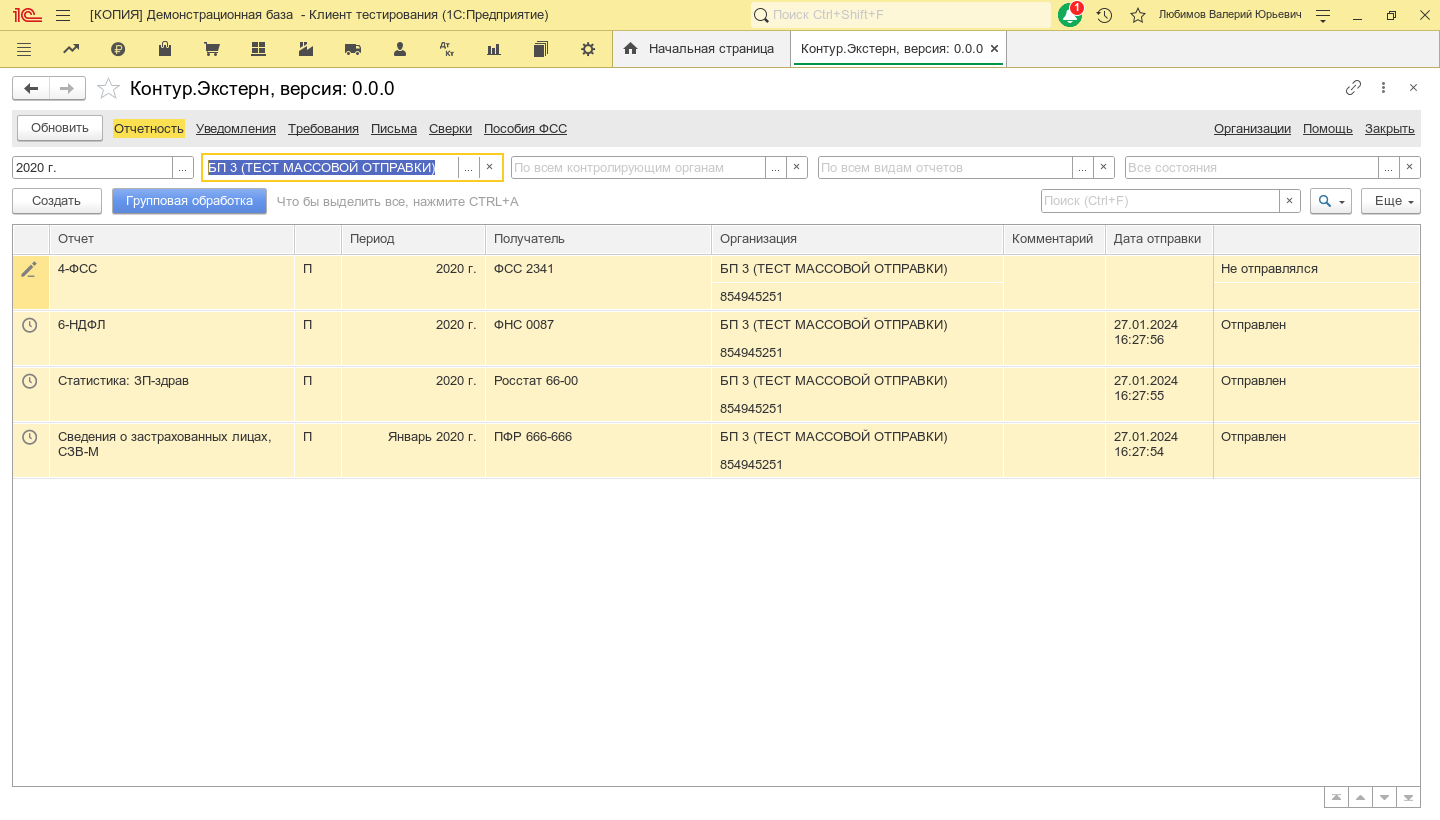 [КОПИЯ] Демонстрационная база - Клиент тестирования (1С:Предприятие)
Поиск Ctrl+Shift+F
1
Любимов Валерий Юрьевич
Дт
Кт
Начальная страница
Контур.Экстерн, версия: 0.0.0 ×
Контур.Экстерн, версия: 0.0.0
Обновить
Отчетность
Уведомления
Требования
Письма
Сверки
Пособия ФСС
Организации
Помощь
Закрыть
2020 г. ...
БП 3 (ТЕСТ МАССОВОЙ ОТПРАВКИ) ... ×
По всем контролирующим органам ... ×
По всем видам отчетов ... ×
Все состояния ... ×
Создать
Групповая обработка
Что бы выделить все, нажмите CTRL+A
Поиск (Ctrl+F) ×
Еще
Отчет Период Получатель Организация Комментарий Дата отправки
4-ФСС П 2020 г. ФСС 2341 БП 3 (ТЕСТ МАССОВОЙ ОТПРАВКИ) Не отправлялся
854945251
6-НДФЛ П 2020 г. ФНС 0087 БП 3 (ТЕСТ МАССОВОЙ ОТПРАВКИ) 27.01.2024 Отправлен
16:27:56
854945251
Статистика: ЗП-здрав П 2020 г. Росстат 66-00 БП 3 (ТЕСТ МАССОВОЙ ОТПРАВКИ) 27.01.2024 Отправлен
16:27:55
854945251
Сведения о застрахованных лицах, П Январь 2020 г. ПФР 666-666 БП 3 (ТЕСТ МАССОВОЙ ОТПРАВКИ) 27.01.2024 Отправлен
СЗВ-М 16:27:54
854945251